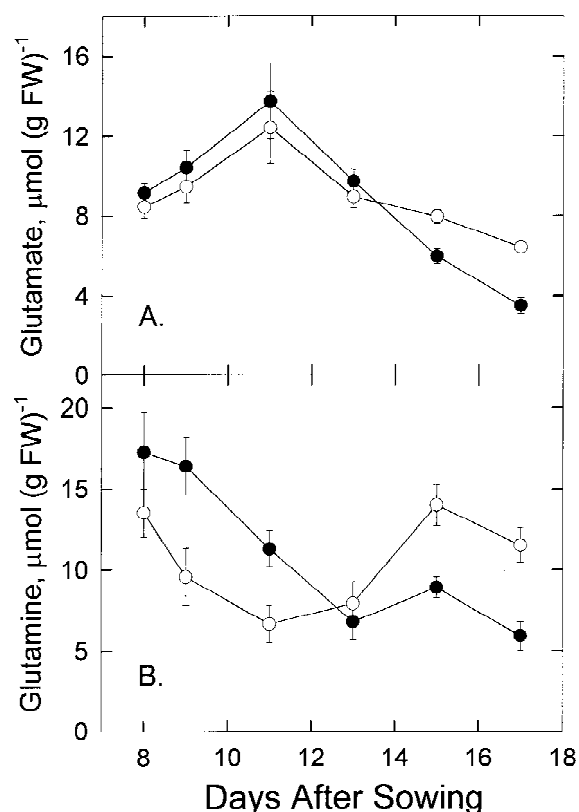 16
12
8
4
0
Glutamate, μmol (g FW)⁻¹
A.
20
15
10
5
0
Glutamine, μmol (g FW)⁻¹
B.
8 10 12 14 16 18
Days After Sowing